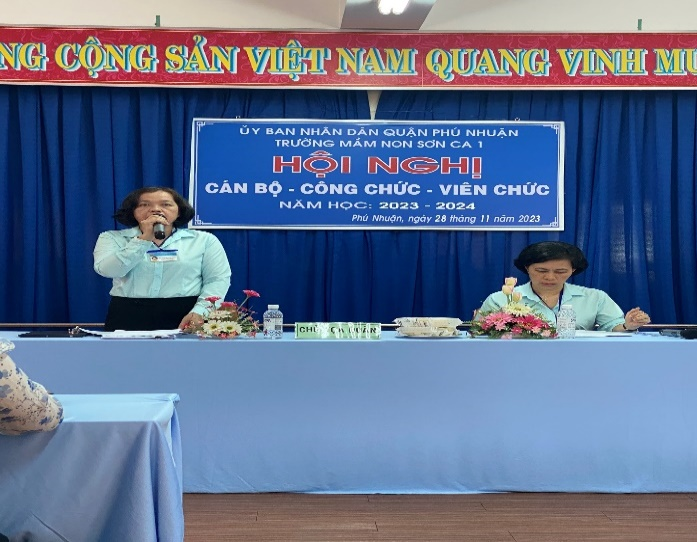 NG CỘNG SẢN VIỆT NAM QUANG VINH MU
ỦY BAN NHÂN DÂN QUẬN PHÚ NHUẬN
TRƯỜNG MẦM NON SƠN CA 1
HỘI NGHỊ
CÁN BỘ - CÔNG CHỨC - VIÊN CHỨC
NĂM HỌC: 2023 - 2024
Phú Nhuận, ngày 28 tháng 11 năm 2023